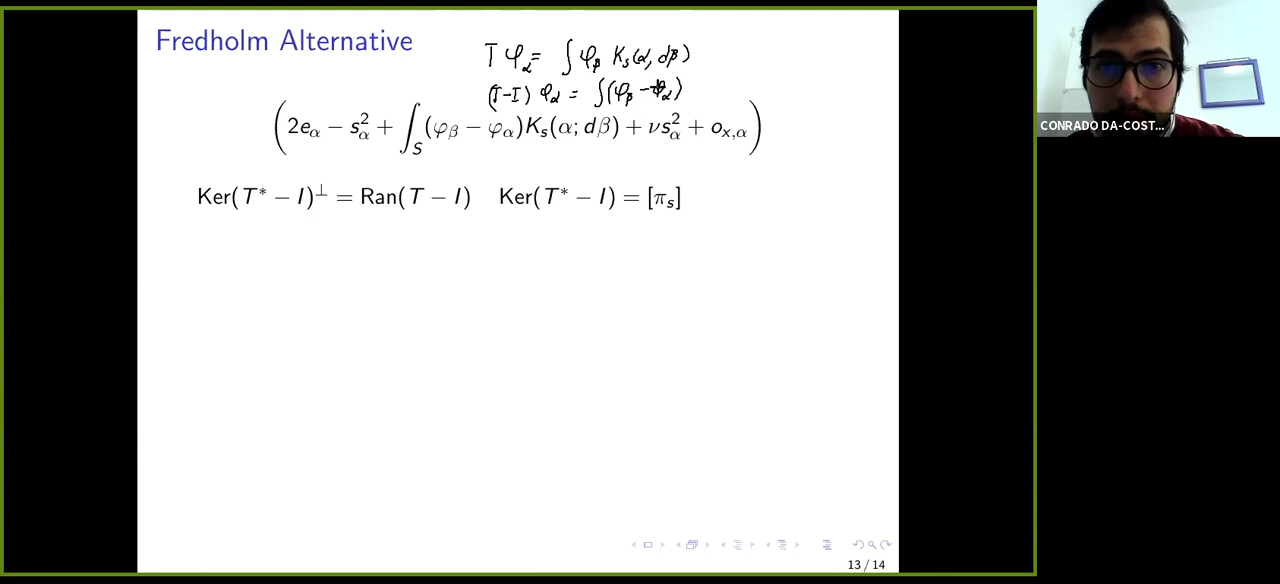 Fredholm Alternative
T φ_α = ∫ φ_β K_s(α, dβ)
(T-I) φ_α = ∫(φ_β - φ_α)
(2e_α − s_α^2 + ∫_S (φ_β − φ_α)K_s(α; dβ) + νs_α^2 + o_{x,α})
Ker(T* − I)^⊥ = Ran(T − I) Ker(T* − I) = [π_s]
13 / 14
CONRADO DA-COST...